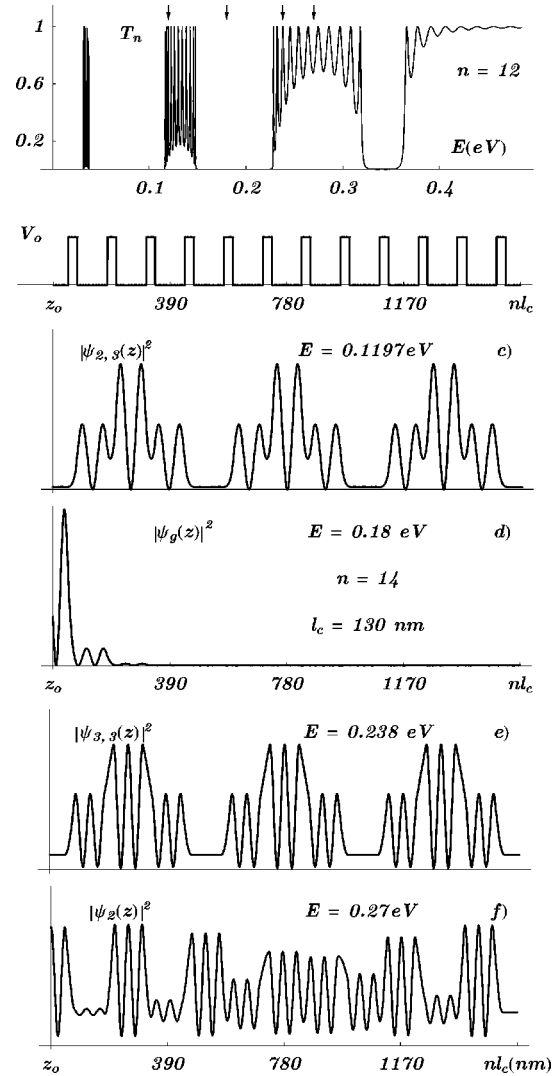 1 T_n
0.6 n = 12
0.2 E(eV)
0.1 0.2 0.3 0.4
V_o
z_o 390 780 1170 nl_c
|ψ_{2,3}(z)|^2 E = 0.1197eV c)
|ψ_g(z)|^2 E = 0.18 eV d)
n = 14
l_c = 130 nm
z_o 390 780 1170 nl_c
|ψ_{3,3}(z)|^2 E = 0.238 eV e)
|ψ_2(z)|^2 E = 0.27eV f)
z_o 390 780 1170 nl_c(nm)